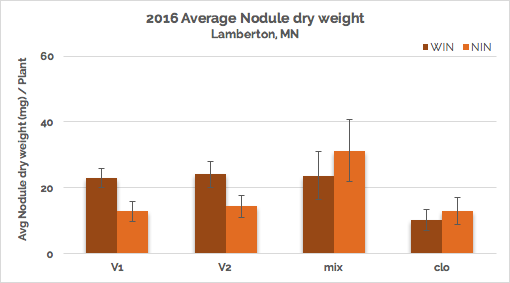 2016 Average Nodule dry weight
Lamberton, MN
WIN NIN
Avg Nodule dry weight (mg) / Plant
60
40
20
0
V1 V2 mix clo